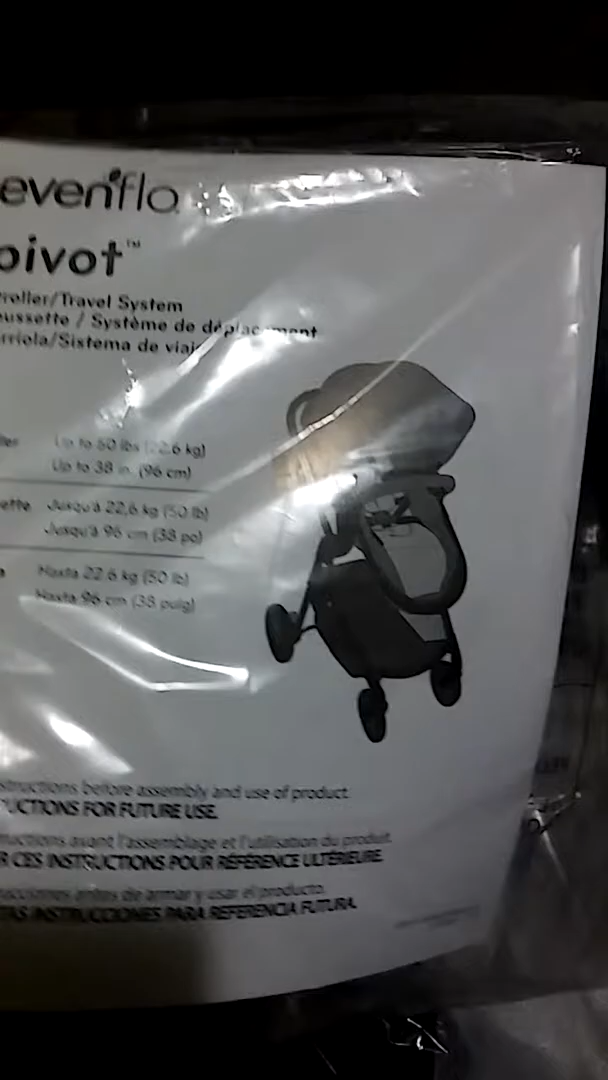 evenflo
pivot™
roller/Travel System
oussette / Système de déplacement
rriola/Sistema de viaj
ller Up to 50 lbs (22.6 kg)
Up to 38 in. (96 cm)
ette Jusqu'à 22,6 kg (50 lb)
Jusqu'à 96 cm (38 po)
a Hasta 22.6 kg (50 lb)
Hasta 96 cm (38 pulg)
structions before assembly and use of product.
UCTIONS FOR FUTURE USE.
ructions avant l'assemblage et l'utilisation du produit.
R CES INSTRUCTIONS POUR RÉFÉRENCE ULTÉRIEURE.
ucciones antes de armar y usar el producto.
TAS INSTRUCCIONES PARA REFERENCIA FUTURA.